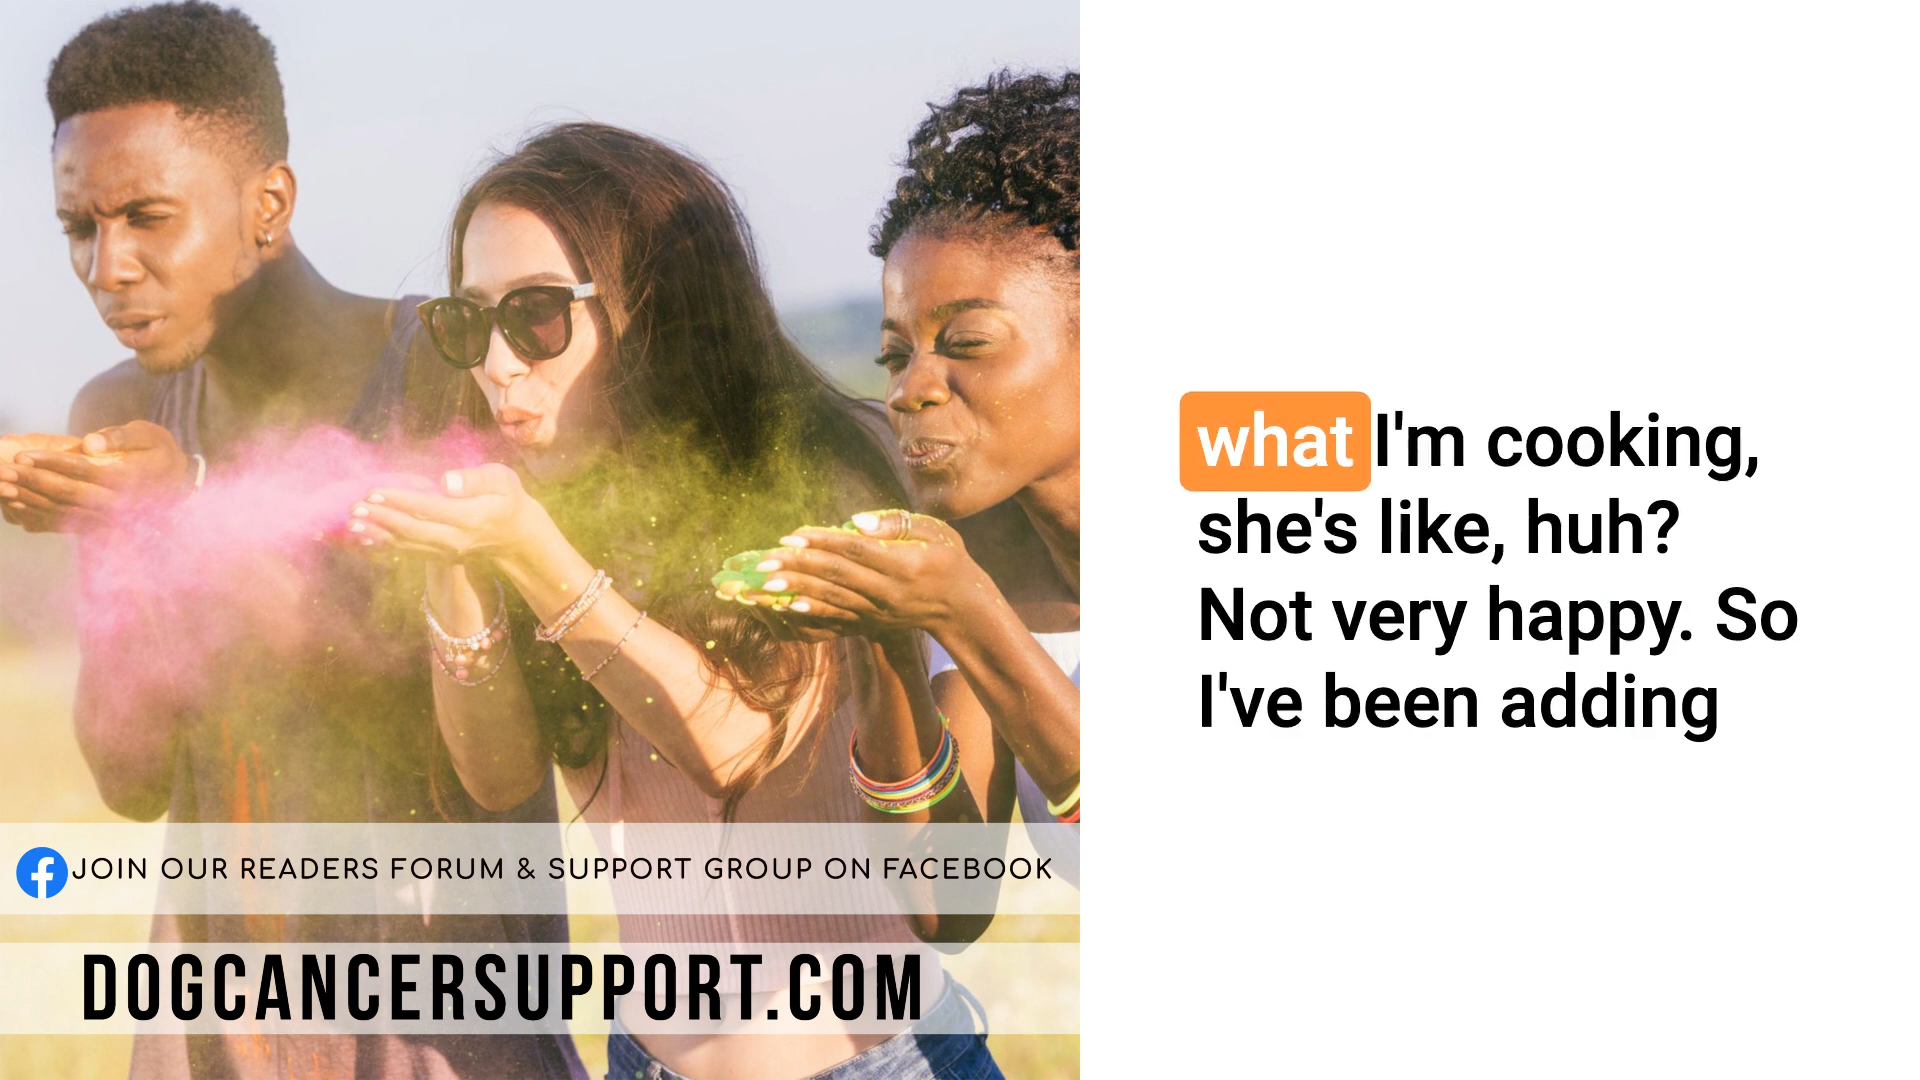 JOIN OUR READERS FORUM & SUPPORT GROUP ON FACEBOOK
DOGCANCERSUPPORT.COM
what I'm cooking,
she's like, huh?
Not very happy. So
I've been adding